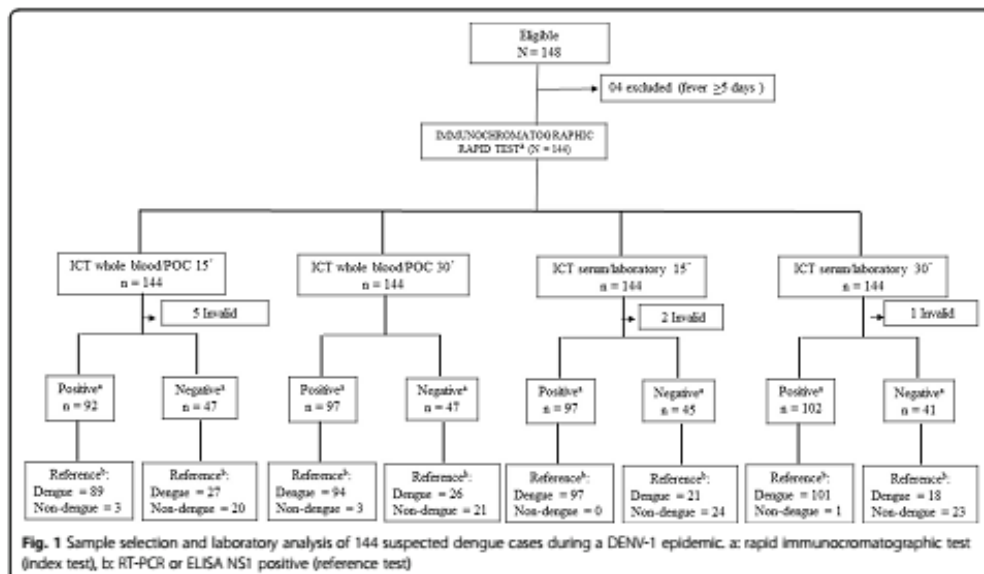 Eligible
N = 148
04 excluded (fever ≥5 days )
IMMUNOCHROMATOGRAPHIC
RAPID TESTª (N = 144)
ICT whole blood/POC 15´
n = 144
ICT whole blood/POC 30´
n = 144
ICT serum/laboratory 15´
n = 144
ICT serum/laboratory 30´
n = 144
5 Invalid
2 Invalid
1 Invalid
Positiveª
n = 92
Negativeª
n = 47
Positiveª
n = 97
Negativeª
n = 47
Positiveª
n = 97
Negativeª
n = 45
Positiveª
n = 102
Negativeª
n = 41
Referenceᵇ:
Dengue = 89
Non-dengue = 3
Referenceᵇ:
Dengue = 27
Non-dengue = 20
Referenceᵇ:
Dengue = 94
Non-dengue = 3
Referenceᵇ:
Dengue = 26
Non-dengue = 21
Referenceᵇ:
Dengue = 97
Non-dengue = 0
Referenceᵇ:
Dengue = 21
Non-dengue = 24
Referenceᵇ:
Dengue = 101
Non-dengue = 1
Referenceᵇ:
Dengue = 18
Non-dengue = 23
Fig. 1 Sample selection and laboratory analysis of 144 suspected dengue cases during a DENV-1 epidemic. a: rapid immunocromatographic test
(index test), b: RT-PCR or ELISA NS1 positive (reference test)